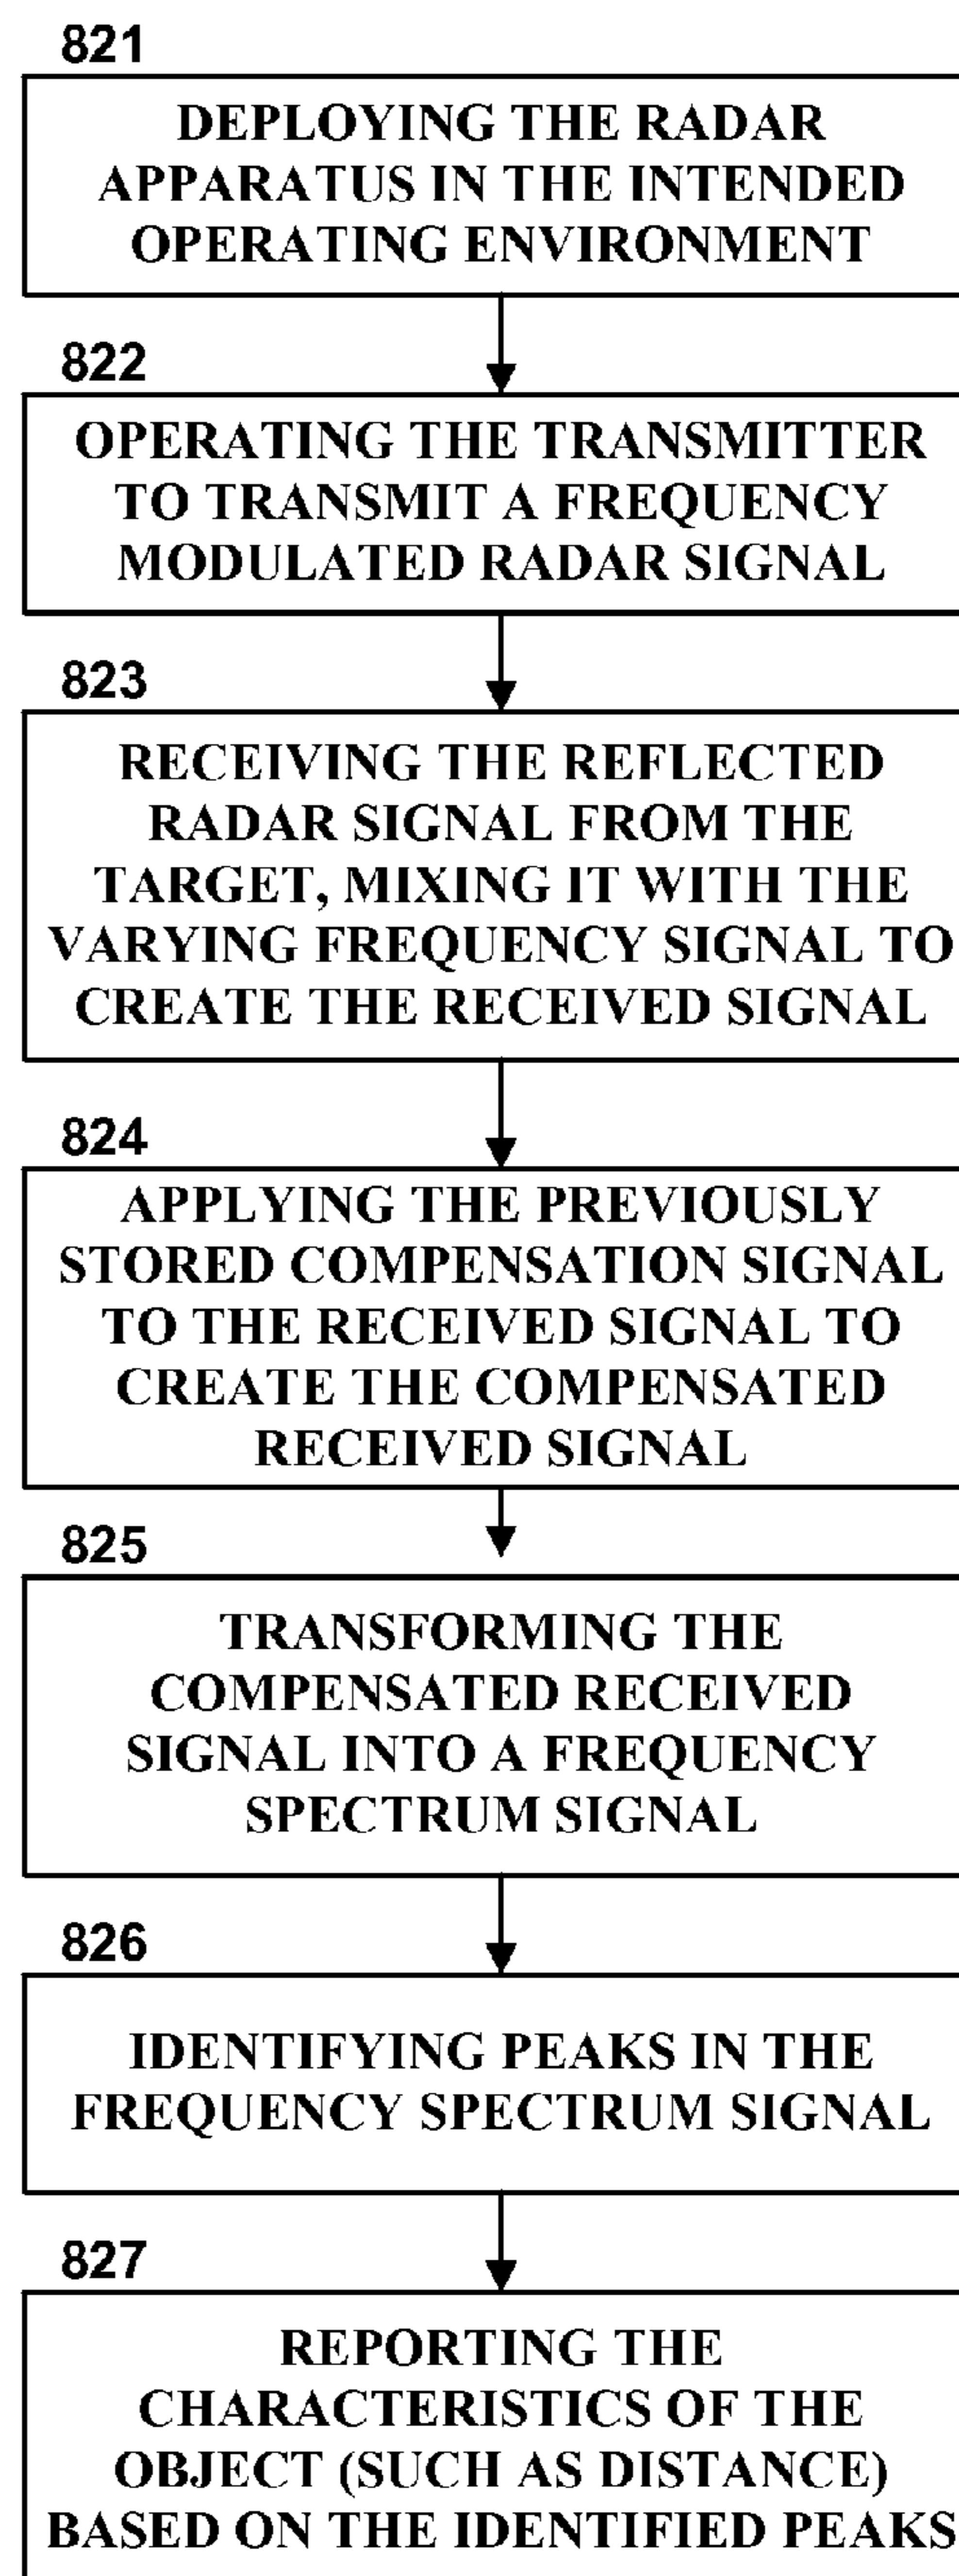 821
DEPLOYING THE RADAR
APPARATUS IN THE INTENDED
OPERATING ENVIRONMENT
822
OPERATING THE TRANSMITTER
TO TRANSMIT A FREQUENCY
MODULATED RADAR SIGNAL
823
RECEIVING THE REFLECTED
RADAR SIGNAL FROM THE
TARGET, MIXING IT WITH THE
VARYING FREQUENCY SIGNAL TO
CREATE THE RECEIVED SIGNAL
824
APPLYING THE PREVIOUSLY
STORED COMPENSATION SIGNAL
TO THE RECEIVED SIGNAL TO
CREATE THE COMPENSATED
RECEIVED SIGNAL
825
TRANSFORMING THE
COMPENSATED RECEIVED
SIGNAL INTO A FREQUENCY
SPECTRUM SIGNAL
826
IDENTIFYING PEAKS IN THE
FREQUENCY SPECTRUM SIGNAL
827
REPORTING THE
CHARACTERISTICS OF THE
OBJECT (SUCH AS DISTANCE)
BASED ON THE IDENTIFIED PEAKS